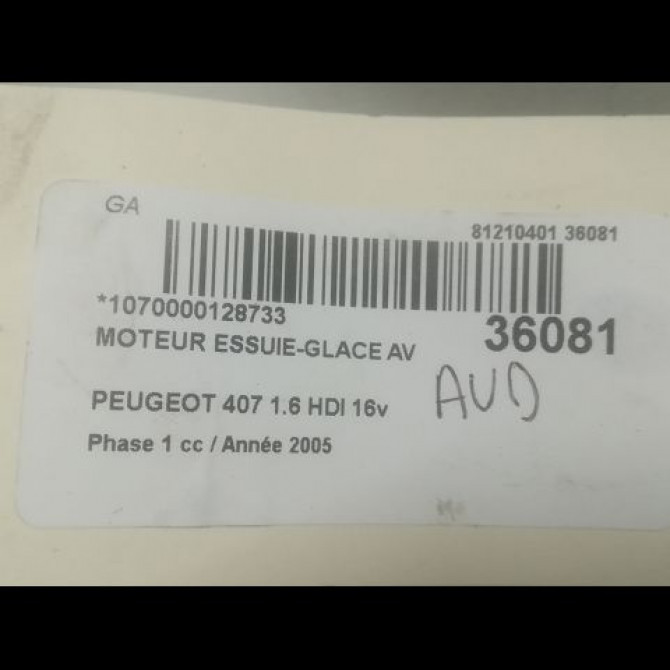 GA
81210401 36081
*1070000128733
36081
MOTEUR ESSUIE-GLACE AV
AVD
PEUGEOT 407 1.6 HDI 16v
Phase 1 cc / Année 2005